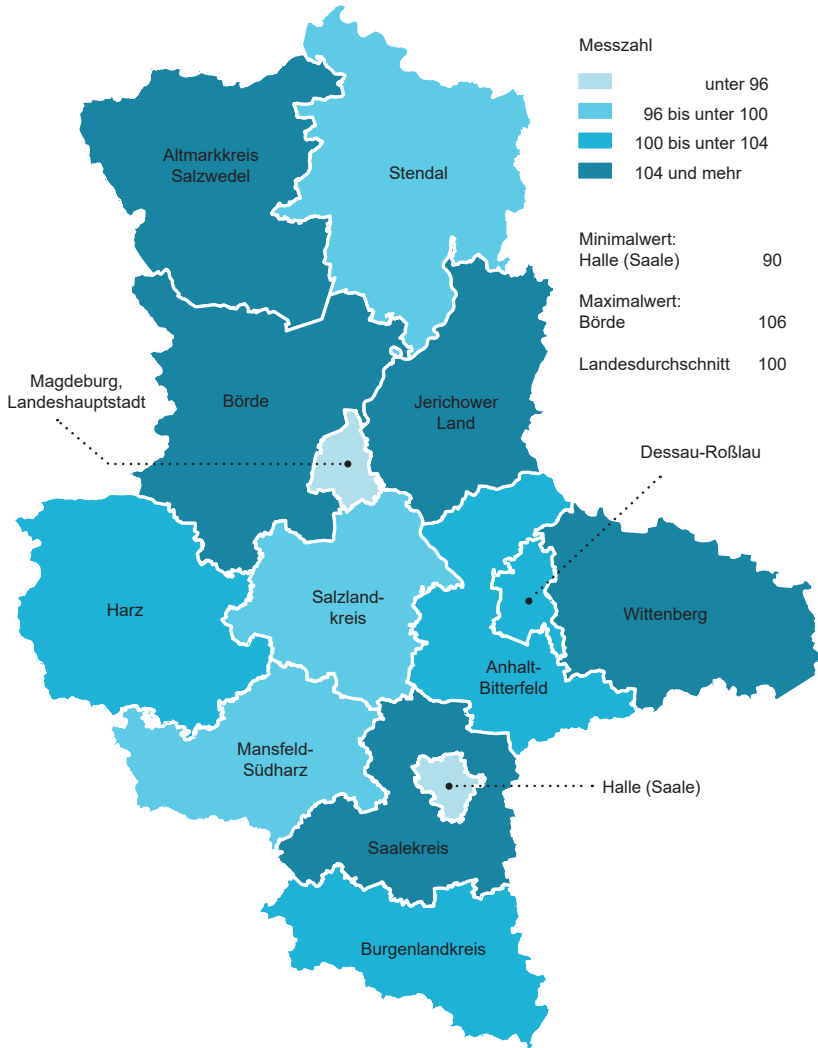 Messzahl
unter 96
96 bis unter 100
100 bis unter 104
104 und mehr
Minimalwert:
Halle (Saale) 90
Maximalwert:
Börde 106
Landesdurchschnitt 100
Altmarkkreis
Salzwedel
Stendal
Magdeburg,
Landeshauptstadt
Börde
Jerichower
Land
Dessau-Roßlau
Harz
Salzland-
kreis
Wittenberg
Anhalt-
Bitterfeld
Mansfeld-
Südharz
Halle (Saale)
Saalekreis
Burgenlandkreis